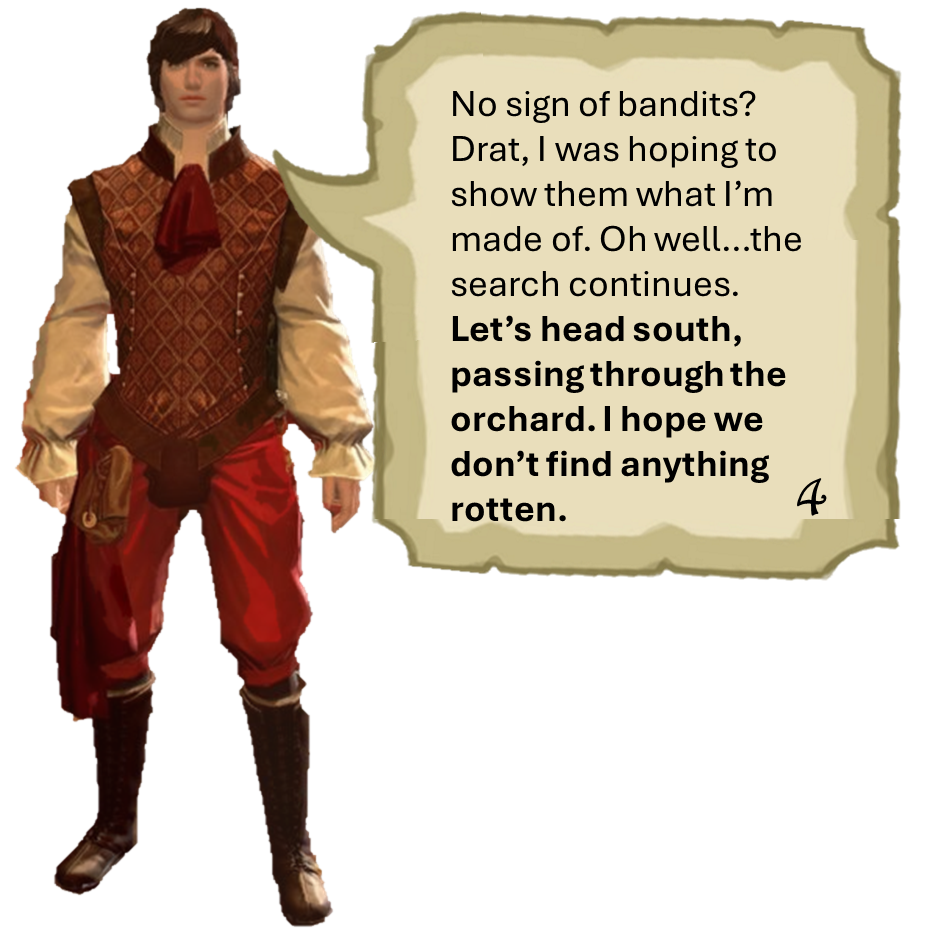 No sign of bandits?
Drat, I was hoping to
show them what I'm
made of. Oh well...the
search continues.
Let's head south,
passing through the
orchard. I hope we
don't find anything
rotten.
4